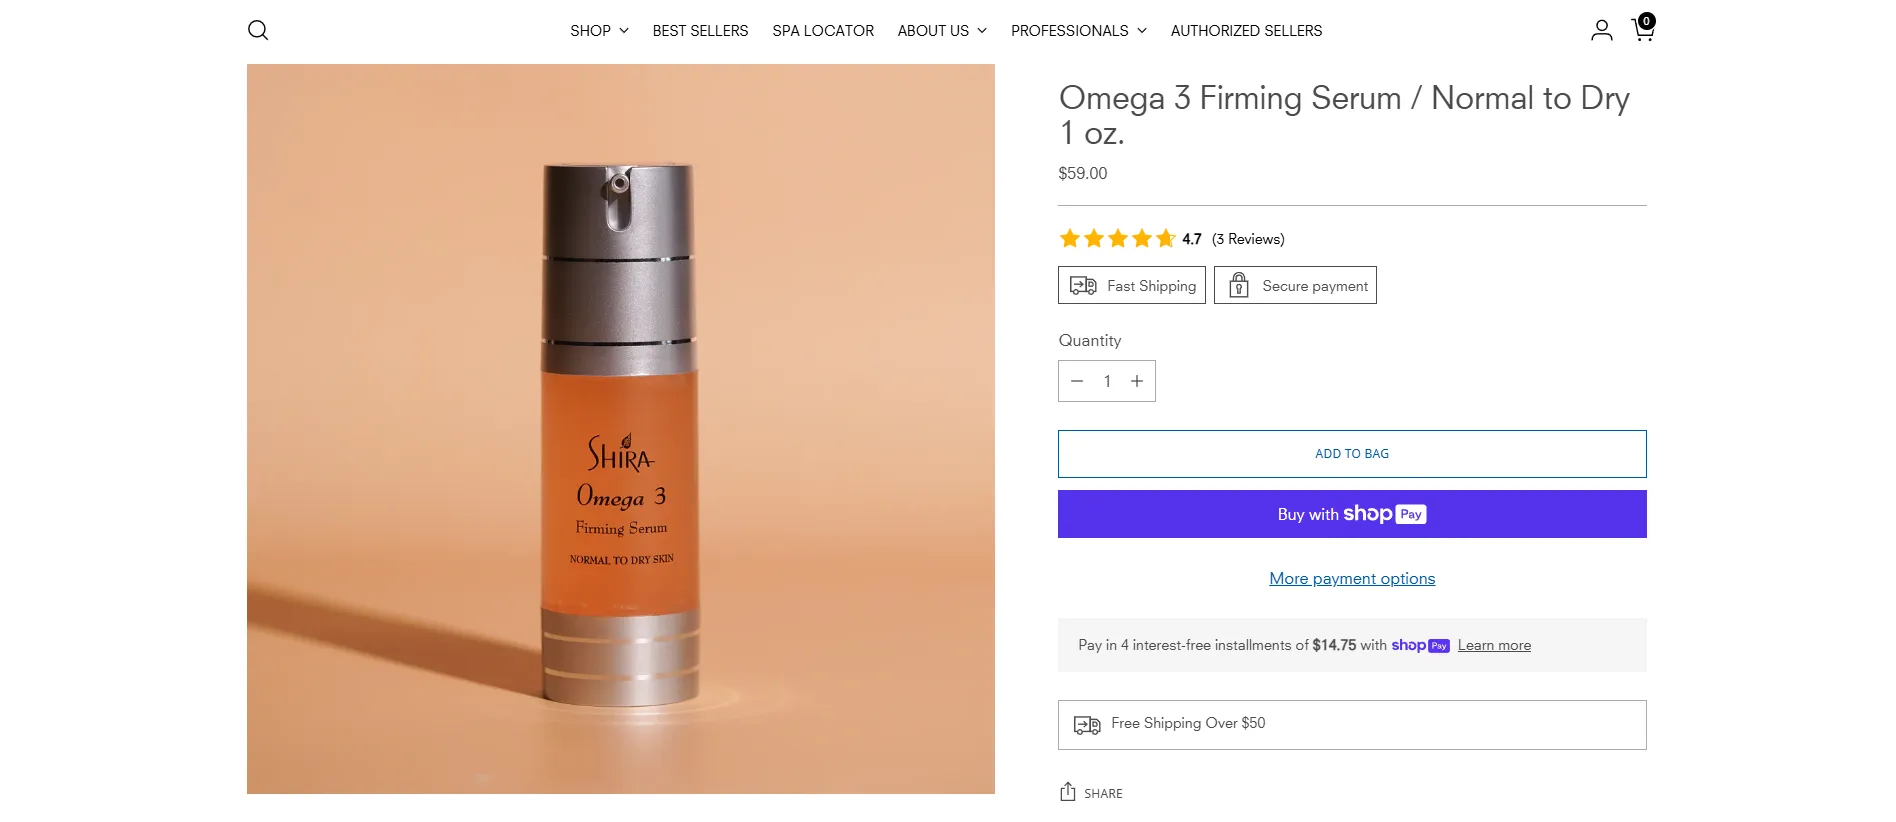 SHOP
BEST SELLERS
SPA LOCATOR
ABOUT US
PROFESSIONALS
AUTHORIZED SELLERS
0
SHIRA
Omega 3
Firming Serum
NORMAL TO DRY SKIN
Omega 3 Firming Serum / Normal to Dry
1 oz.
$59.00
4.7 (3 Reviews)
Fast Shipping
Secure payment
Quantity
1
ADD TO BAG
Buy with shop Pay
More payment options
Pay in 4 interest-free installments of $14.75 with shop Pay Learn more
Free Shipping Over $50
SHARE